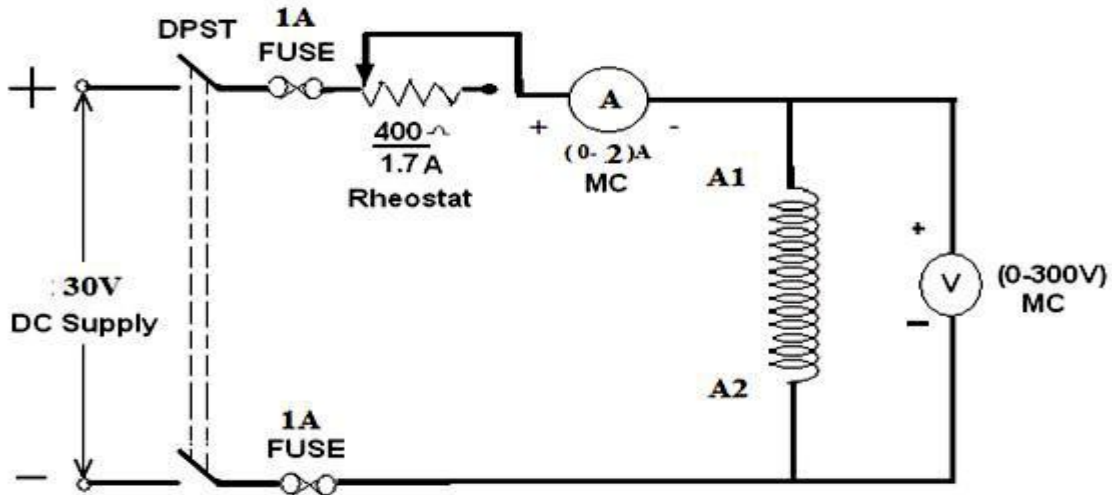 DPST
1A
FUSE
+
A
+ -
(0-.2)A
MC
400 ~
1.7 A
Rheostat
A1
A2
+
V
-
(0-300V)
MC
: 30V
DC Supply
1A
FUSE
-